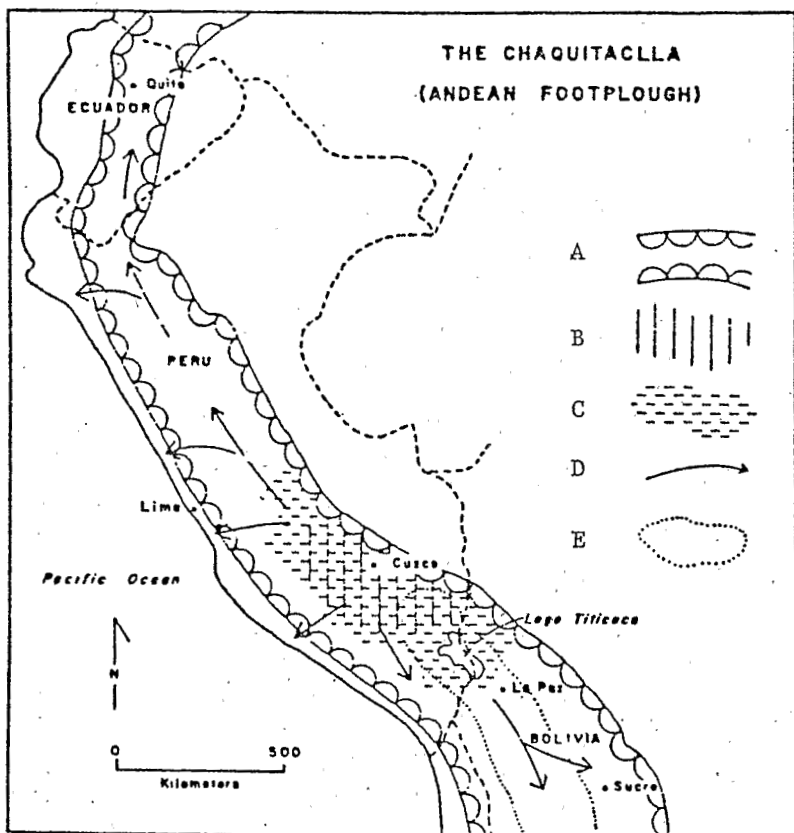 THE CHAQUITACLLA
(ANDEAN FOOTPLOUGH)
Quito
ECUADOR
A
B
PERU
C
D
Lima
E
Cuzco
Pacific Ocean
Lago Titicaca
N
La Paz
0 500
BOLIVIA
Kilometers
Sucre